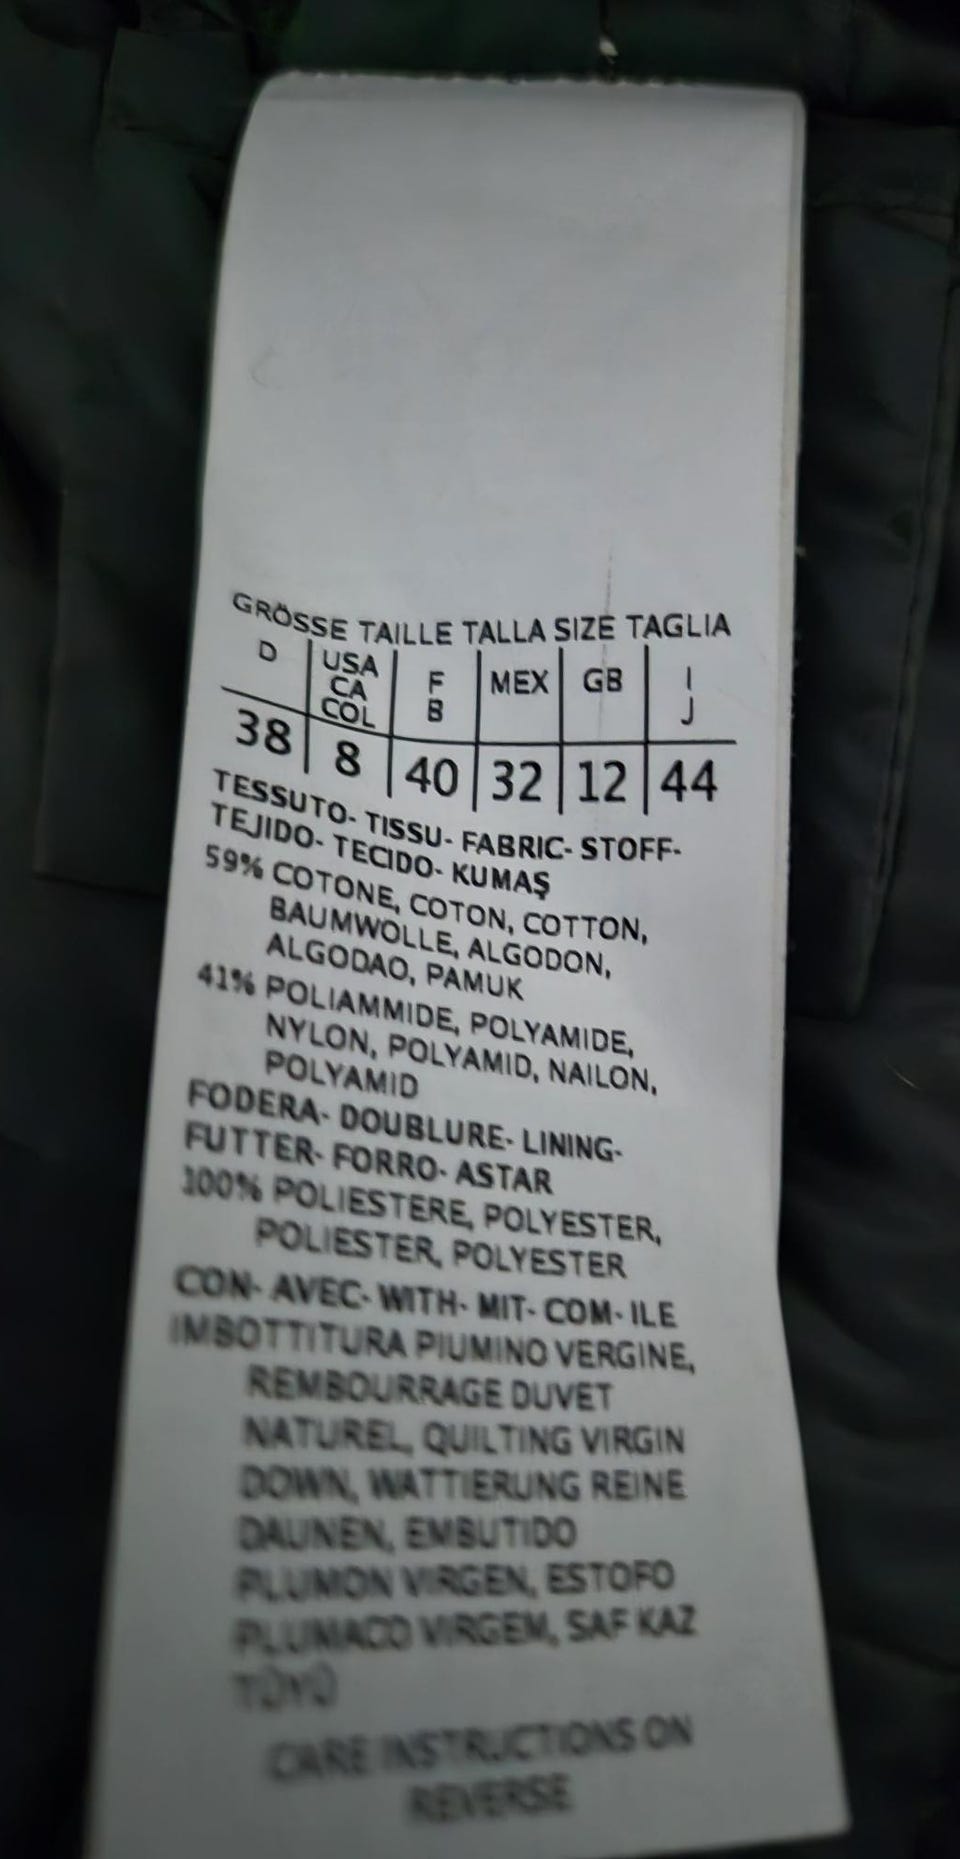 GRÖSSE TAILLE TALLA SIZE TAGLIA
D USA CA COL F B MEX GB I J
38 8 40 32 12 44
TESSUTO- TISSU- FABRIC- STOFF-
TEJIDO- TECIDO- KUMAŞ
59% COTONE, COTON, COTTON,
BAUMWOLLE, ALGODON,
ALGODAO, PAMUK
41% POLIAMMIDE, POLYAMIDE,
NYLON, POLYAMID, NAILON,
POLYAMID
FODERA- DOUBLURE- LINING-
FUTTER- FORRO- ASTAR
100% POLIESTERE, POLYESTER,
POLIESTER, POLYESTER
CON- AVEC- WITH- MIT- COM- ILE
IMBOTTITURA PIUMINO VERGINE,
REMBOURRAGE DUVET
NATUREL, QUILTING VIRGIN
DOWN, WATTIERUNG REINE
DAUNEN, EMBUTIDO
PLUMON VIRGEN, ESTOFO
PLUMACO VIRGEM, SAF KAZ
TÜYÜ
CARE INSTRUCTIONS ON
REVERSE